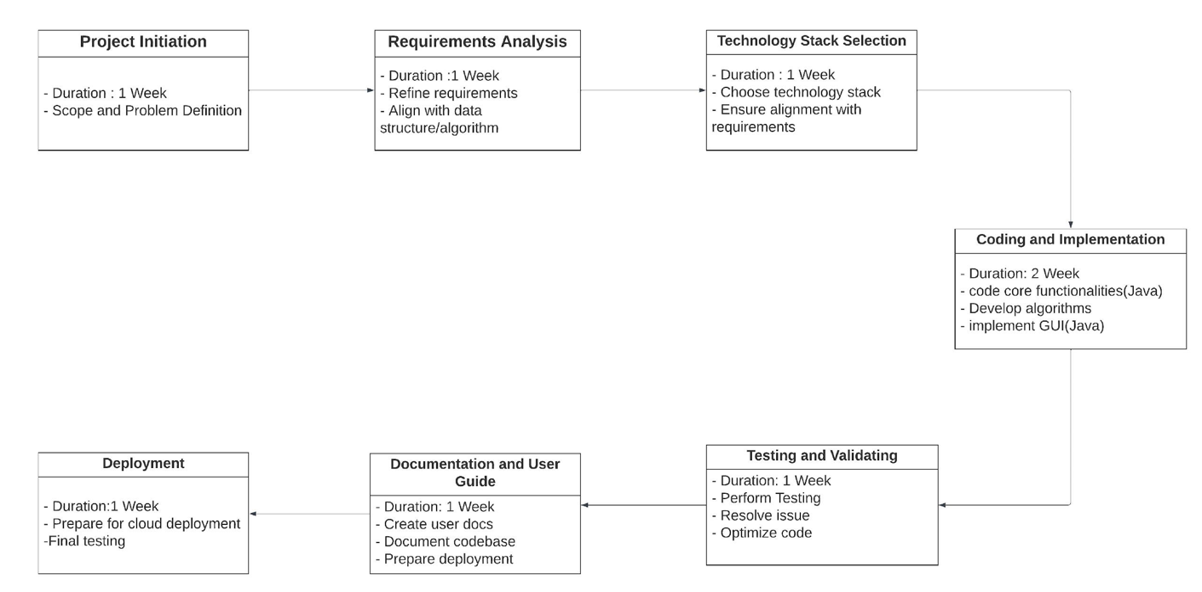 Project Initiation
- Duration : 1 Week
- Scope and Problem Definition
Requirements Analysis
- Duration :1 Week
- Refine requirements
- Align with data
structure/algorithm
Technology Stack Selection
- Duration : 1 Week
- Choose technology stack
- Ensure alignment with
requirements
Coding and Implementation
- Duration: 2 Week
- code core functionalities(Java)
- Develop algorithms
- implement GUI(Java)
Testing and Validating
- Duration: 1 Week
- Perform Testing
- Resolve issue
- Optimize code
Documentation and User
Guide
- Duration: 1 Week
- Create user docs
- Document codebase
- Prepare deployment
Deployment
- Duration:1 Week
- Prepare for cloud deployment
-Final testing